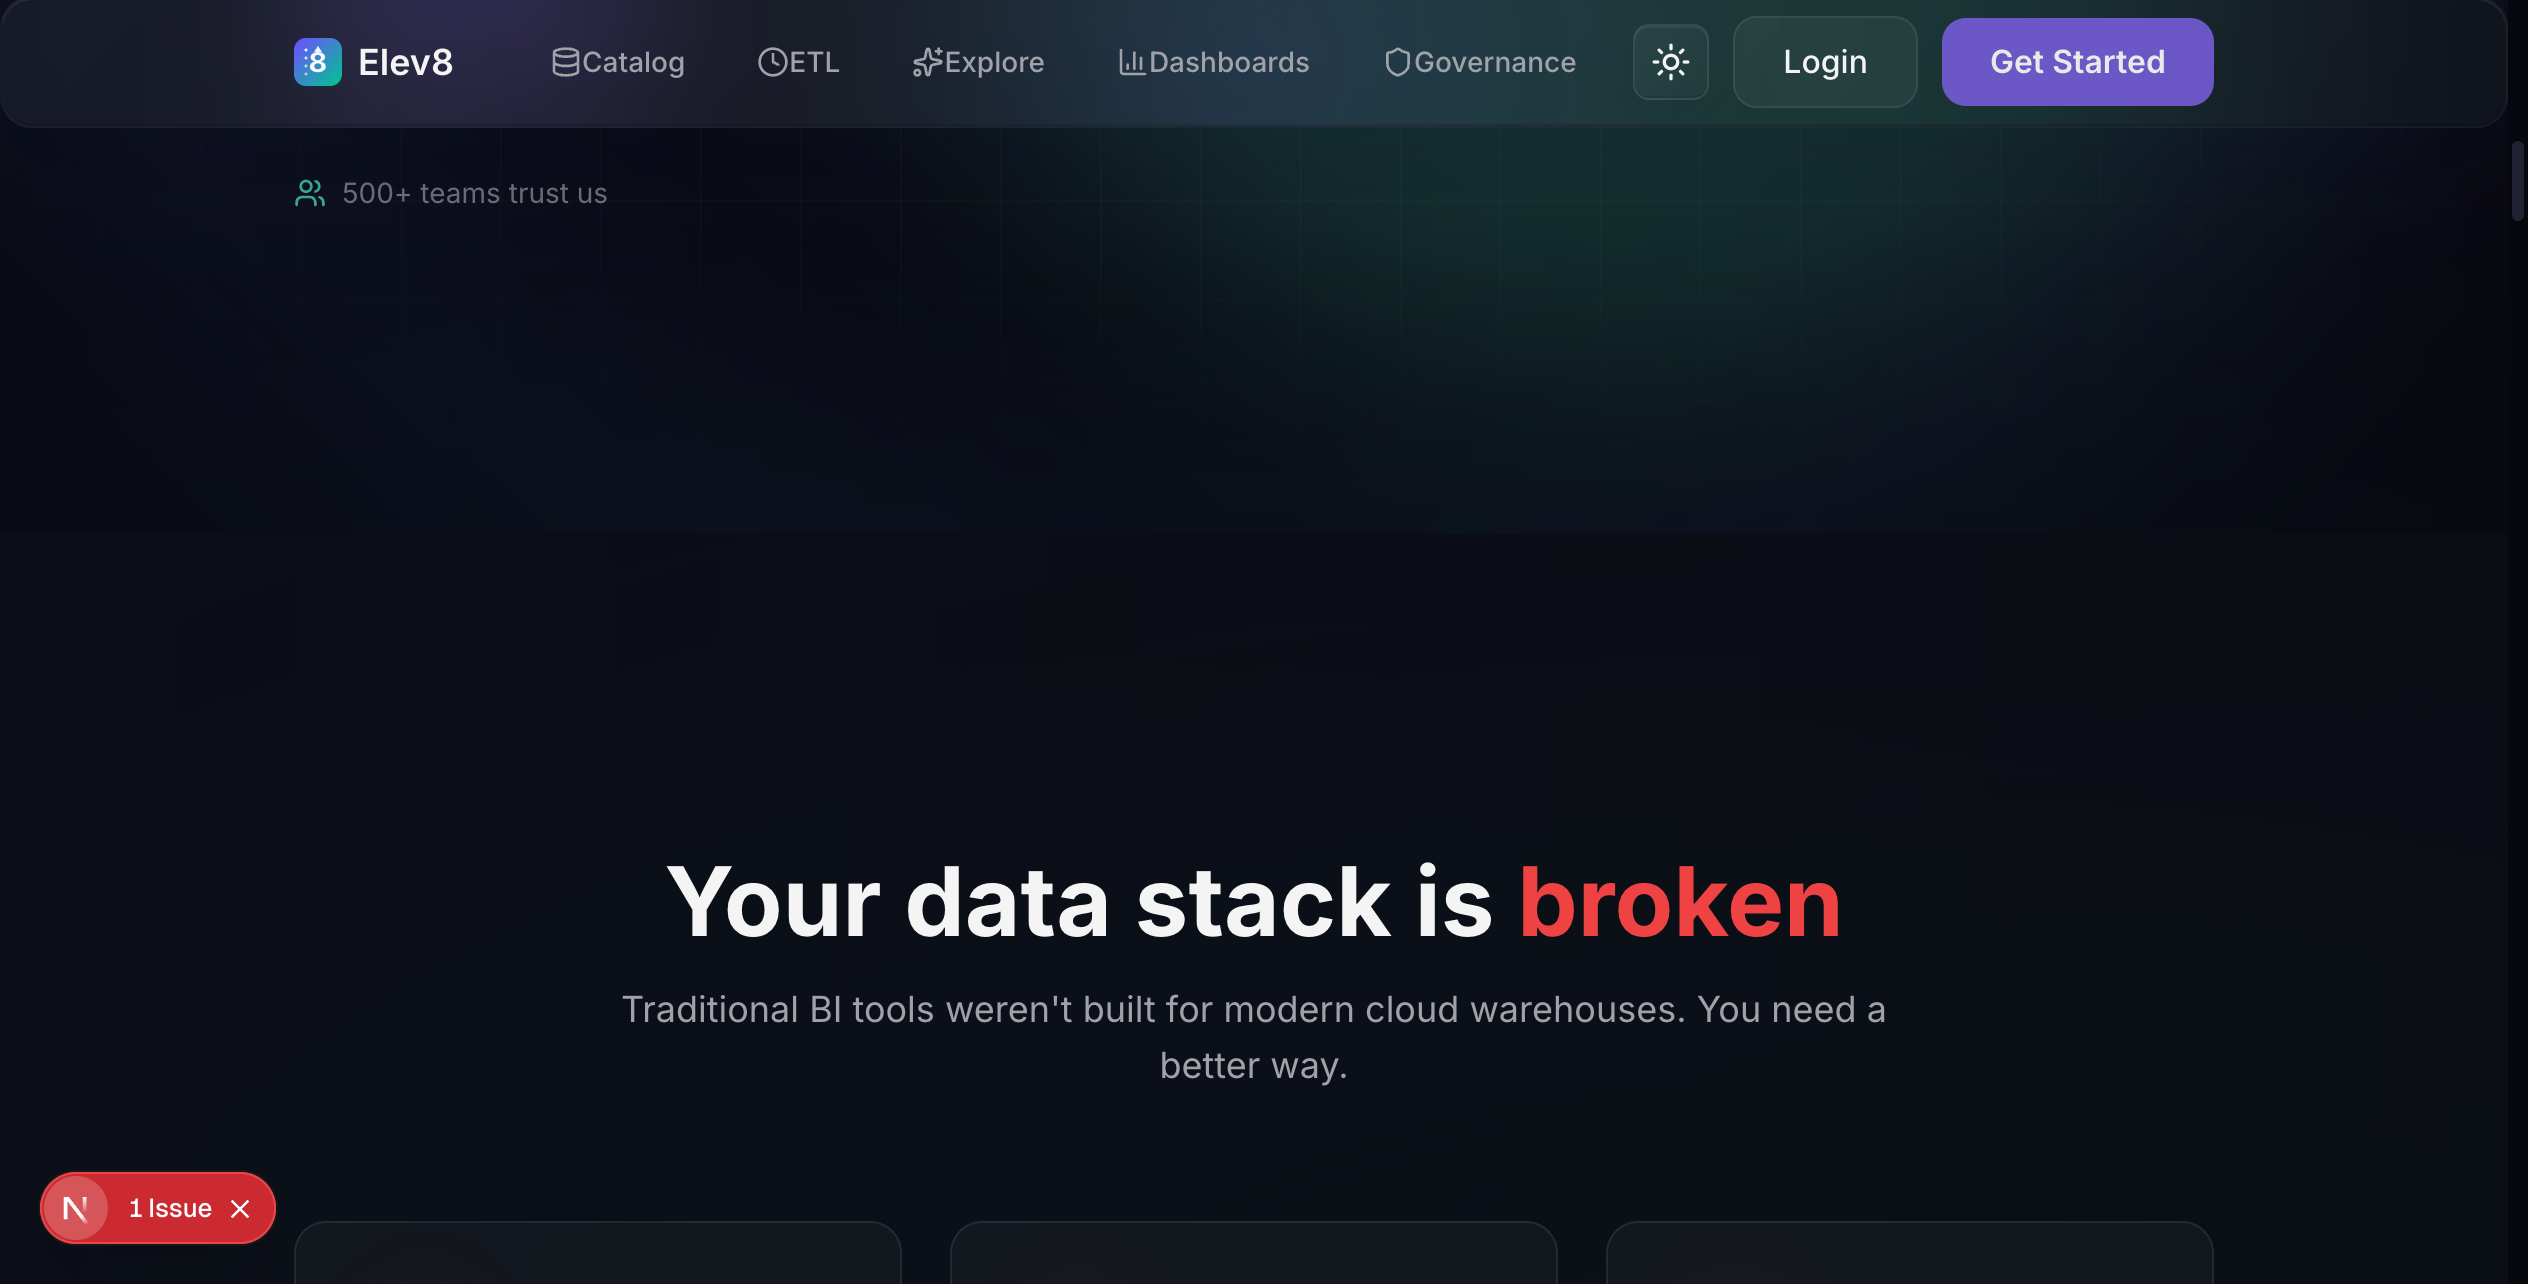 8 Elev8 Catalog ETL Explore Dashboards Governance Login Get Started
500+ teams trust us
Your data stack is broken
Traditional BI tools weren't built for modern cloud warehouses. You need a
better way.
N 1 Issue